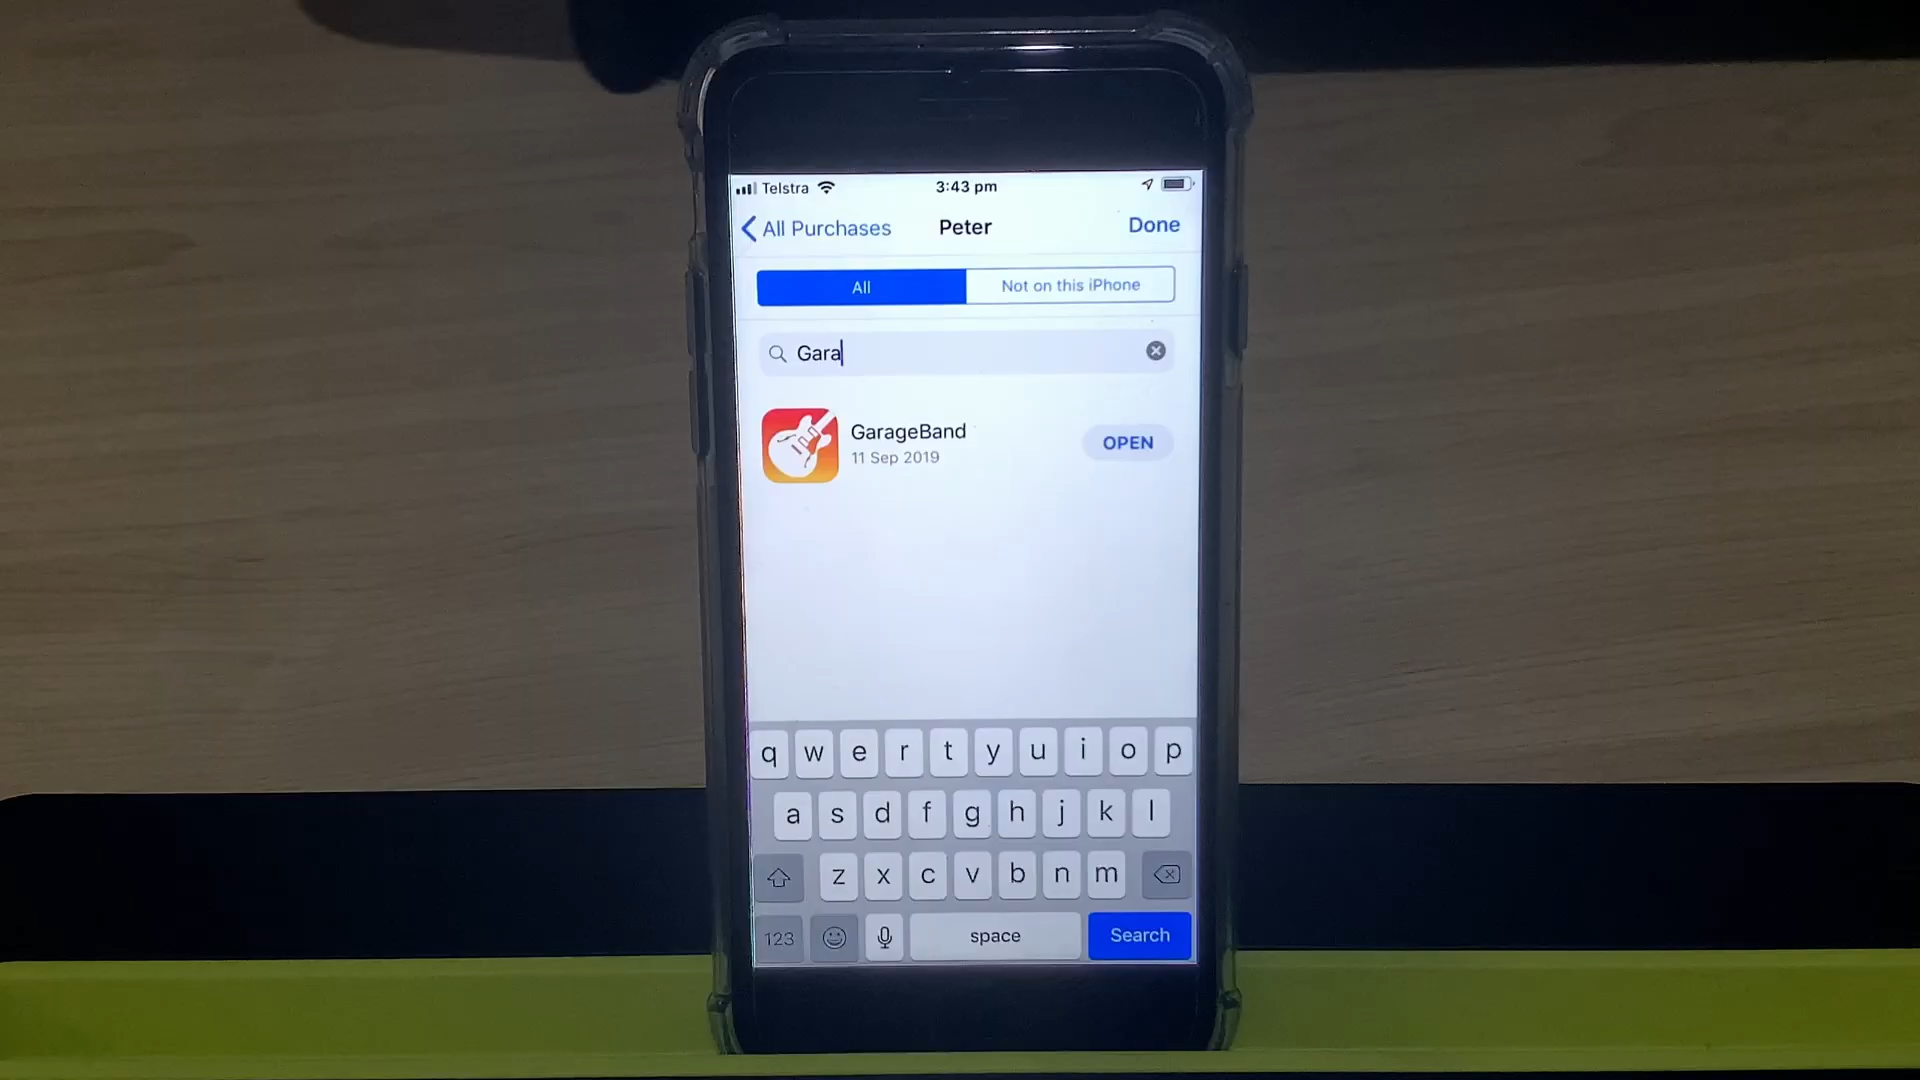 Telstra 3:43 pm
All Purchases Peter Done
All Not on this iPhone
Gara
GarageBand
11 Sep 2019
OPEN
q w e r t y u i o p
a s d f g h j k l
z x c v b n m
123 space Search